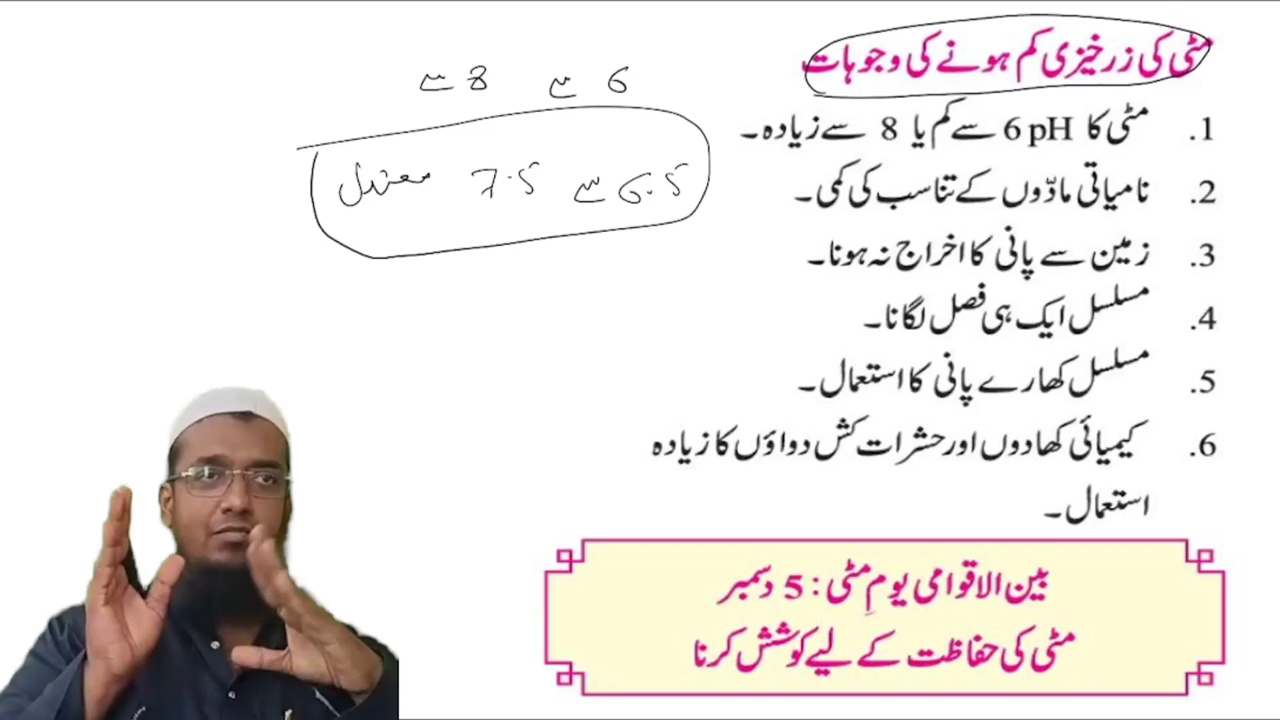 مٹی کی زرخیزی کم ہونے کی وجوہات
1. مٹی کا pH 6 سے کم یا 8 سے زیادہ۔
2. نامیاتی مادّوں کے تناسب کی کمی۔
3. زمین سے پانی کا اخراج نہ ہونا۔
4. مسلسل ایک ہی فصل لگانا۔
5. مسلسل کھارے پانی کا استعمال۔
6. کیمیائی کھادوں اور حشرات کش دواؤں کا زیادہ
استعمال۔
6 سے 8 سے
6.5 سے 7.5 معتدل
بین الاقوامی یومِ مٹی : 5 دسمبر
مٹی کی حفاظت کے لیے کوشش کرنا